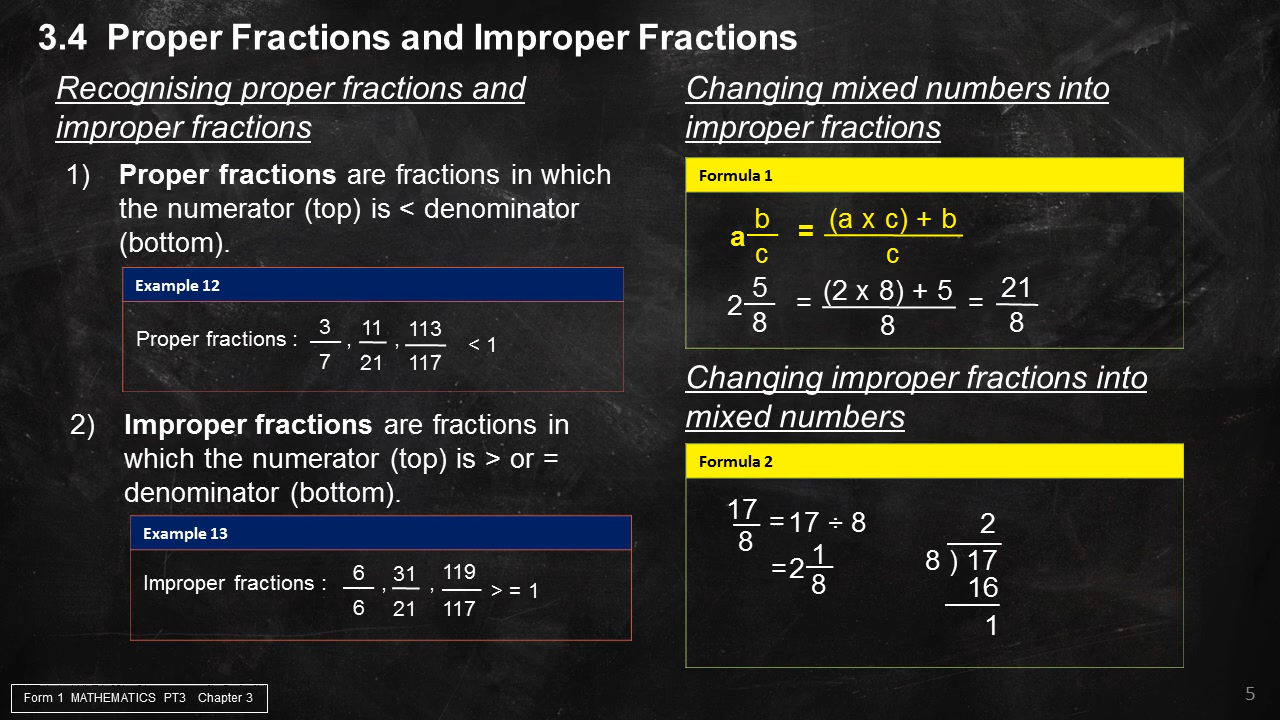 3.4 Proper Fractions and Improper Fractions
Recognising proper fractions and
improper fractions
1) Proper fractions are fractions in which
the numerator (top) is < denominator
(bottom).
Example 12
Proper fractions : 3/7 , 11/21 , 113/117 < 1
2) Improper fractions are fractions in
which the numerator (top) is > or =
denominator (bottom).
Example 13
Improper fractions : 6/6 , 31/21 , 119/117 > = 1
Changing mixed numbers into
improper fractions
Formula 1
a b/c = (a x c) + b / c
2 5/8 = (2 x 8) + 5 / 8 = 21/8
Changing improper fractions into
mixed numbers
Formula 2
17/8 = 17 ÷ 8
= 2 1/8
2
8 ) 17
16
1
Form 1 MATHEMATICS PT3 Chapter 3
5